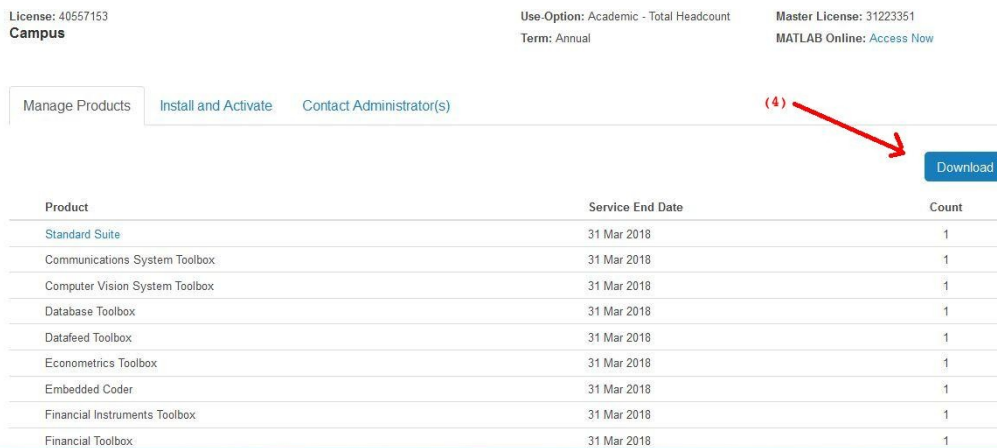 License: 40557153 Use-Option: Academic - Total Headcount Master License: 31223351
Campus Term: Annual MATLAB Online: Access Now
Manage Products Install and Activate Contact Administrator(s) (4)
Download
Product Service End Date Count
Standard Suite 31 Mar 2018 1
Communications System Toolbox 31 Mar 2018 1
Computer Vision System Toolbox 31 Mar 2018 1
Database Toolbox 31 Mar 2018 1
Datafeed Toolbox 31 Mar 2018 1
Econometrics Toolbox 31 Mar 2018 1
Embedded Coder 31 Mar 2018 1
Financial Instruments Toolbox 31 Mar 2018 1
Financial Toolbox 31 Mar 2018 1